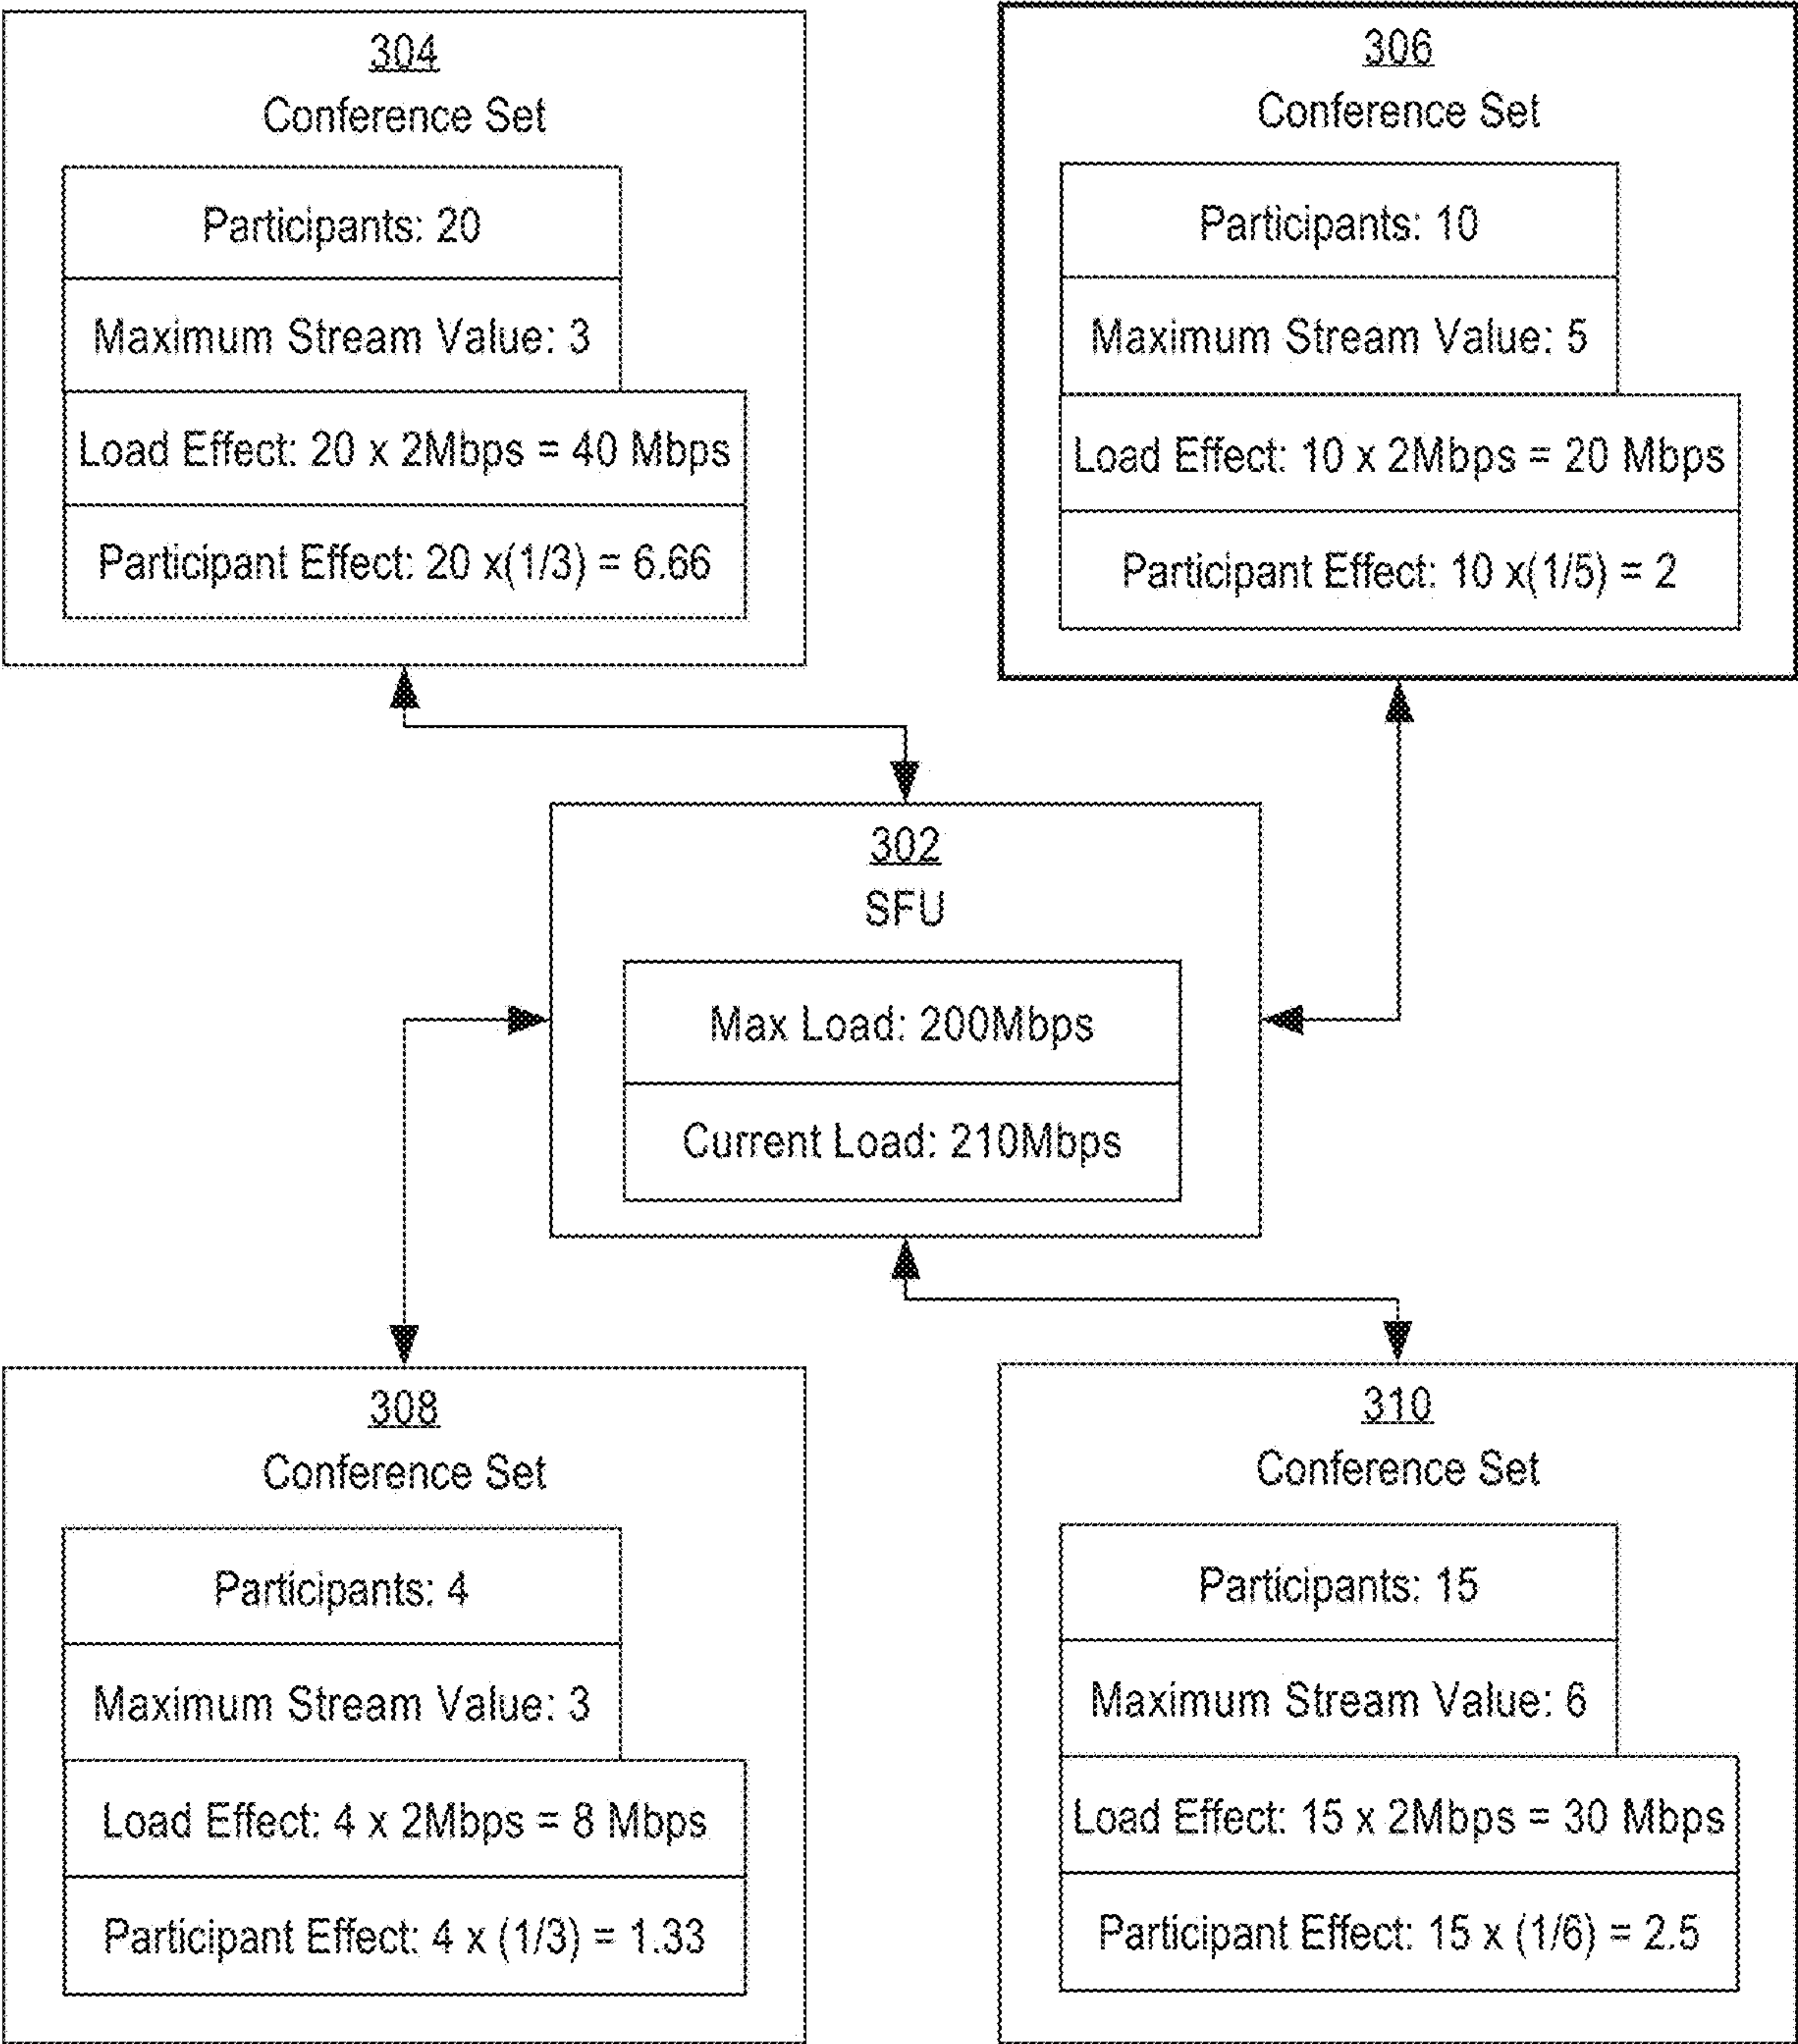 304
Conference Set
Participants: 20
Maximum Stream Value: 3
Load Effect: 20 x 2Mbps = 40 Mbps
Participant Effect: 20 x(1/3) = 6.66
306
Conference Set
Participants: 10
Maximum Stream Value: 5
Load Effect: 10 x 2Mbps = 20 Mbps
Participant Effect: 10 x(1/5) = 2
302
SFU
Max Load: 200Mbps
Current Load: 210Mbps
308
Conference Set
Participants: 4
Maximum Stream Value: 3
Load Effect: 4 x 2Mbps = 8 Mbps
Participant Effect: 4 x (1/3) = 1.33
310
Conference Set
Participants: 15
Maximum Stream Value: 6
Load Effect: 15 x 2Mbps = 30 Mbps
Participant Effect: 15 x (1/6) = 2.5